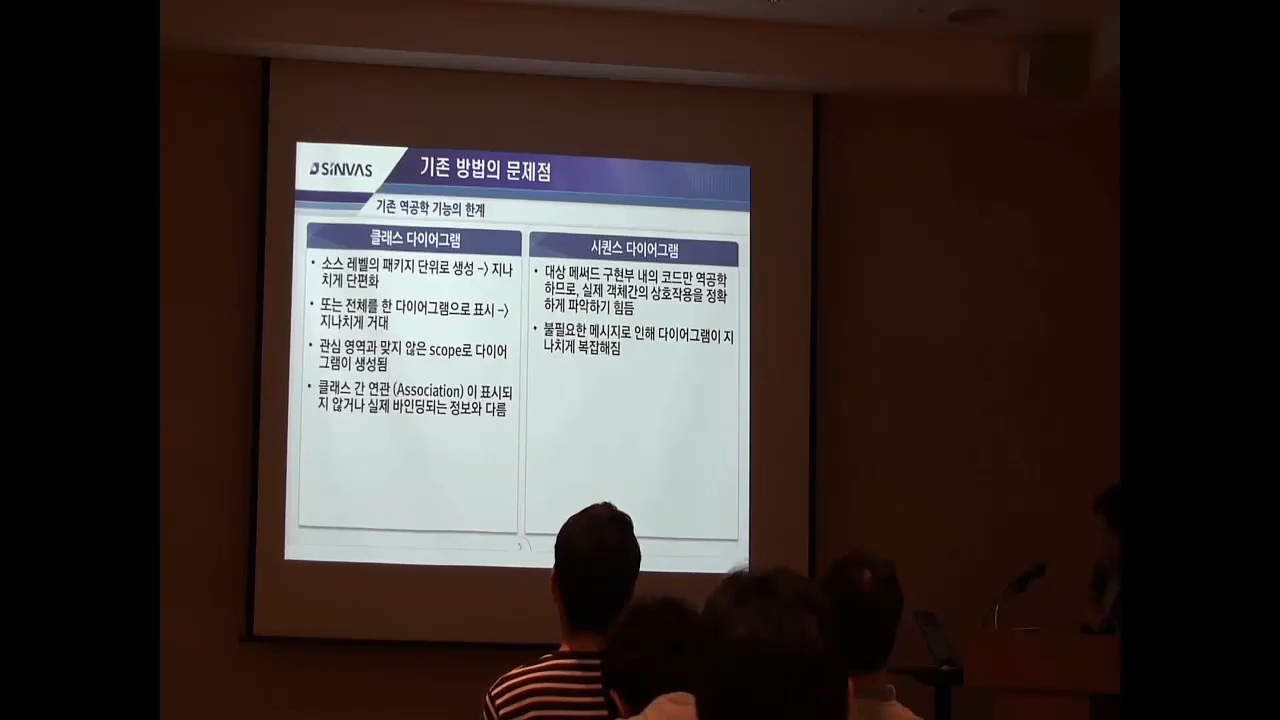 SINVAS
기존 방법의 문제점
기존 역공학 기능의 한계
클래스 다이어그램
• 소스 레벨의 패키지 단위로 생성 -> 지나
치게 단편화
• 또는 전체를 한 다이어그램으로 표시 ->
지나치게 거대
• 관심 영역과 맞지 않은 scope로 다이어
그램이 생성됨
• 클래스 간 연관 (Association) 이 표시되
지 않거나 실제 바인딩되는 정보와 다름
시퀀스 다이어그램
• 대상 메써드 구현부 내의 코드만 역공학
하므로, 실제 객체간의 상호작용을 정확
하게 파악하기 힘듬
• 불필요한 메시지로 인해 다이어그램이 지
나치게 복잡해짐